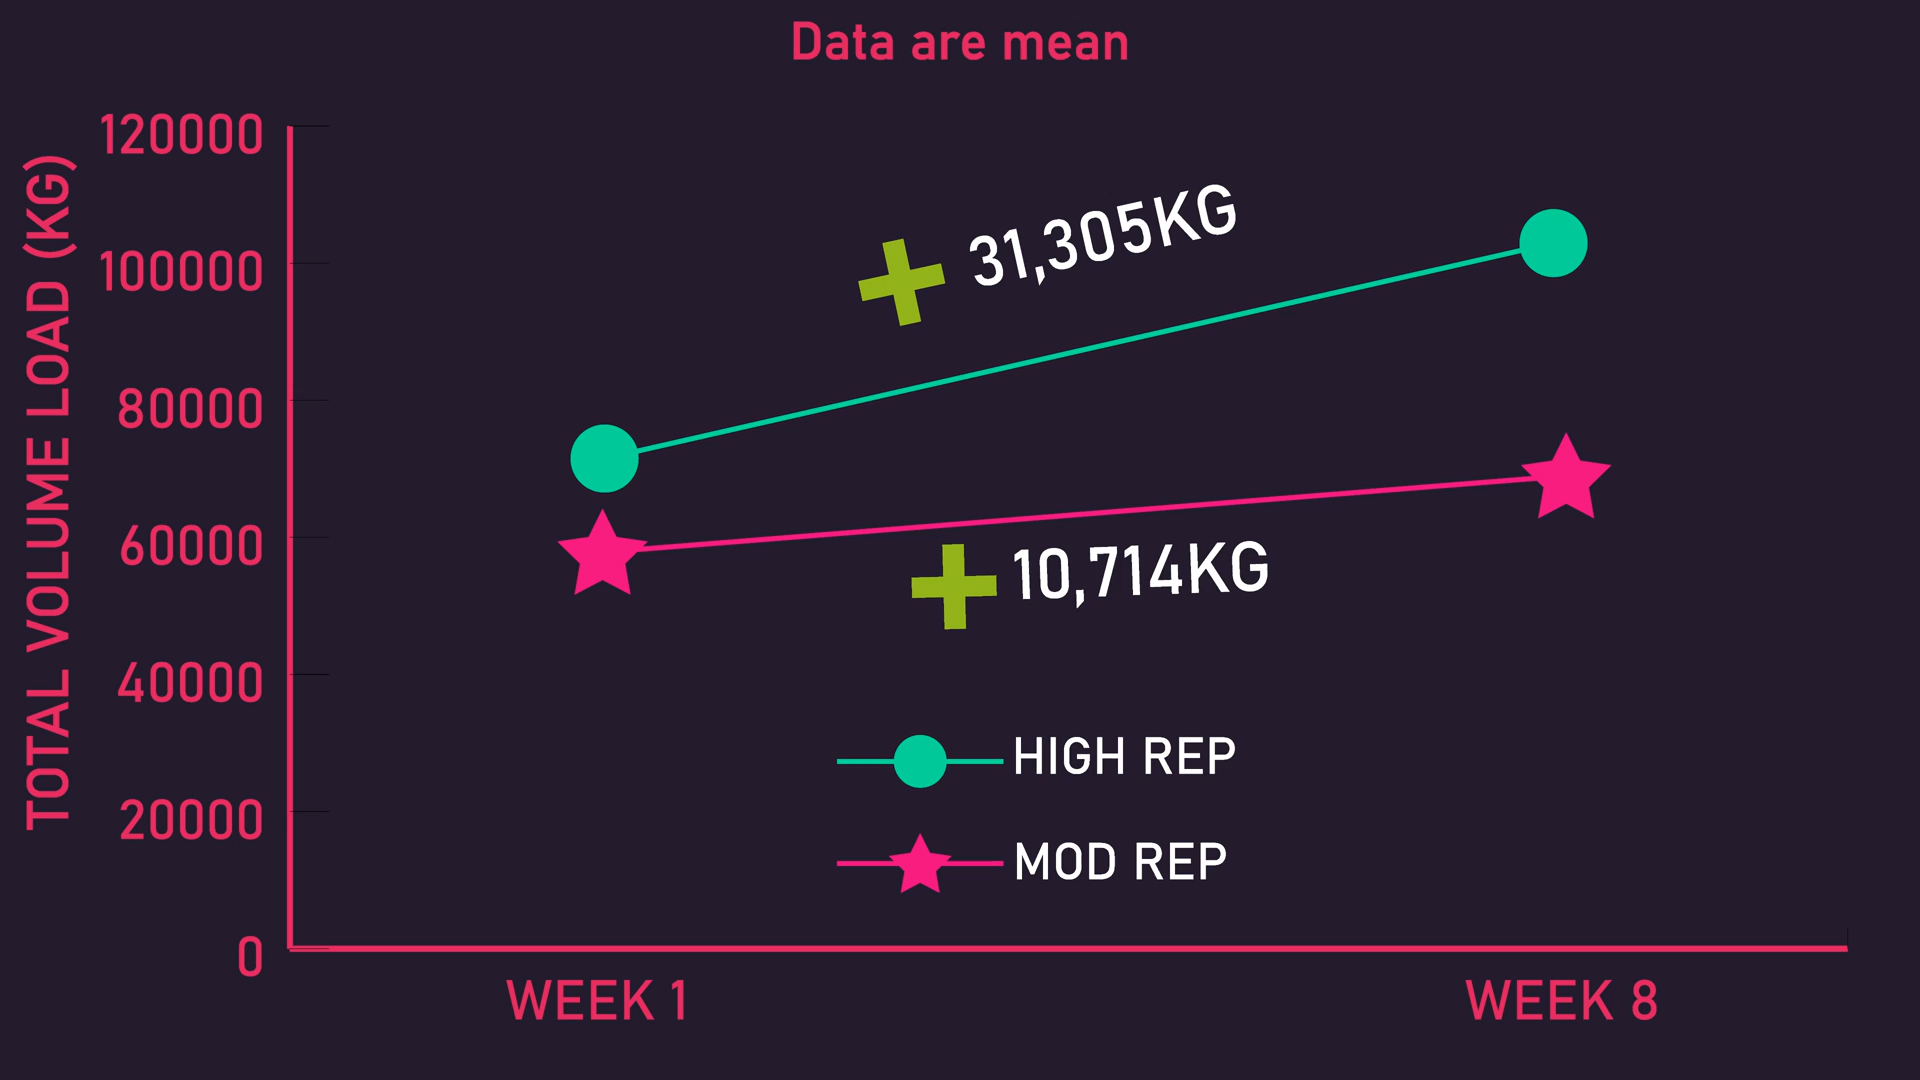 Data are mean
TOTAL VOLUME LOAD (KG)
120000
100000
80000
60000
40000
20000
0
31,305KG
10,714KG
HIGH REP
MOD REP
WEEK 1
WEEK 8